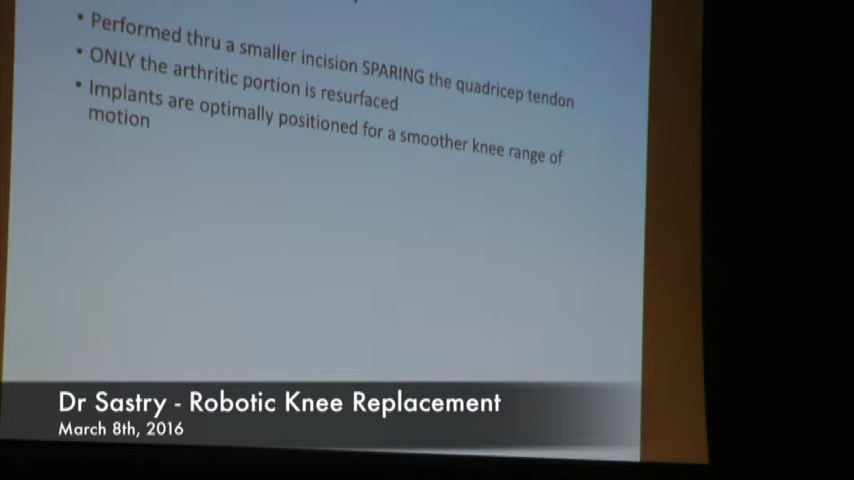 • Performed thru a smaller incision SPARING the quadricep tendon
• ONLY the arthritic portion is resurfaced
• Implants are optimally positioned for a smoother knee range of
motion
Dr Sastry - Robotic Knee Replacement
March 8th, 2016